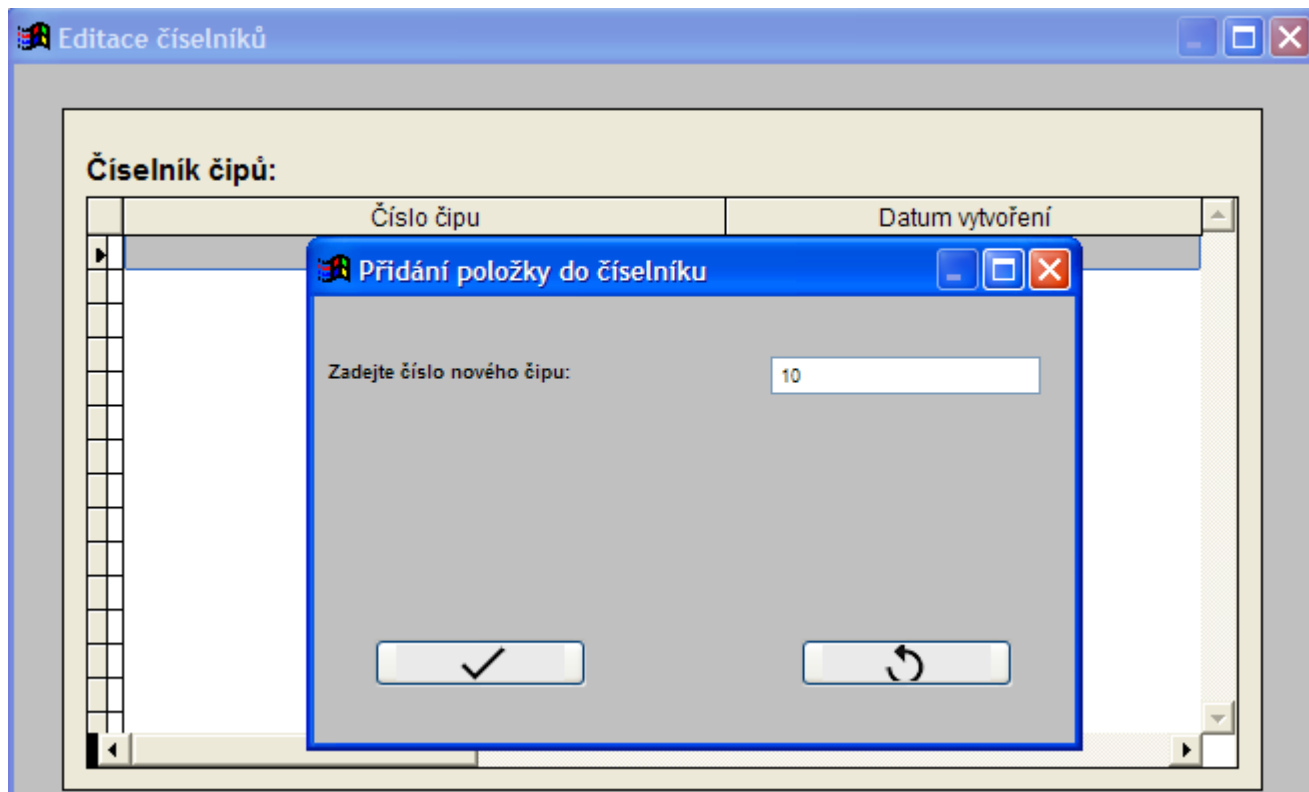 Editace číselníků
Číselník čipů:
Číslo čipu Datum vytvoření
Přidání položky do číselníku
Zadejte číslo nového čipu: 10